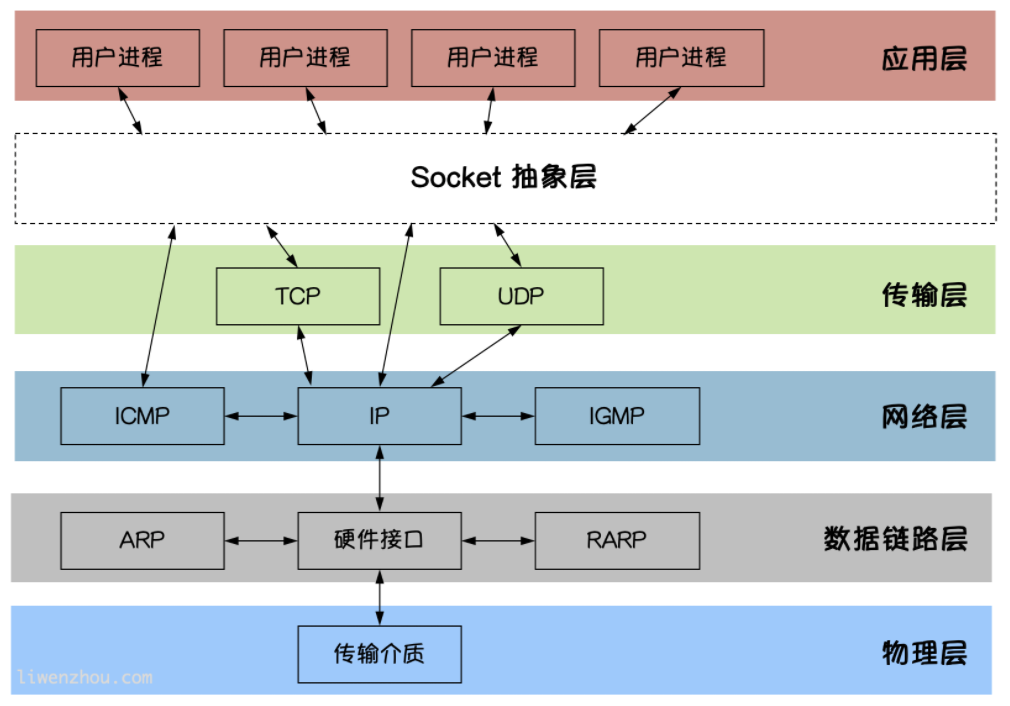 用户进程 用户进程 用户进程 用户进程 应用层
Socket 抽象层
TCP UDP 传输层
ICMP IP IGMP 网络层
ARP 硬件接口 RARP 数据链路层
传输介质 物理层
liwenzhou.com